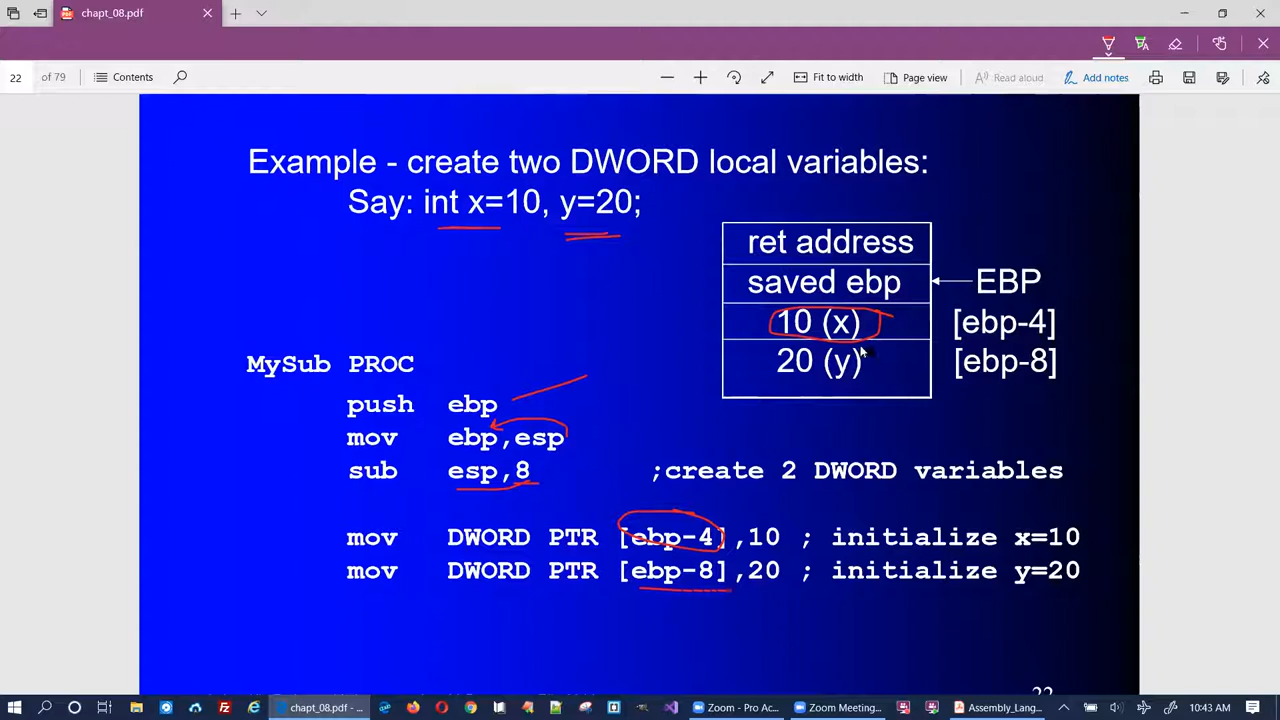 chapt_08.pdf
22 of 79 Contents Fit to width Page view Read aloud Add notes
Example - create two DWORD local variables:
Say: int x=10, y=20;
ret address
saved ebp EBP
10 (x) [ebp-4]
20 (y) [ebp-8]
MySub PROC
push ebp
mov ebp,esp
sub esp,8 ;create 2 DWORD variables
mov DWORD PTR [ebp-4],10 ; initialize x=10
mov DWORD PTR [ebp-8],20 ; initialize y=20
22
chapt_08.pdf - ... Zoom - Pro Ac... Zoom Meeting... Assembly_Lang... 10:43 AM